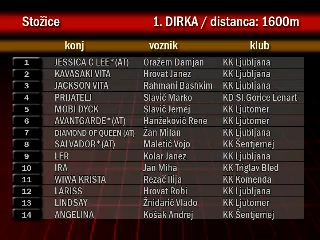 Stožice 1. DIRKA / distanca: 1600m
konj voznik klub
1 JESSICA C LEE*(AT) Oražem Damjan KK Ljubljana
2 KAVASAKI VITA Hrovat Janez KK Ljubljana
3 JACKSON VITA Rahmani Bashkim KK Ljubljana
4 PRIJATELJ Slavič Marko KD Sl.Gorice Lenart
5 MOBI DYCK Slavič Jernej KK Ljutomer
6 AVANTGARDE*(AT) Hanžekovič Rene KK Ljutomer
7 DIAMOND OF QUEEN (AT) Žan Milan KK Ljubljana
8 SALVADOR*(AT) Maletić Vojo KK Šentjernej
9 LER Kolar Janez KK Ljubljana
10 IRA Jan Miha KK Triglav Bled
11 WIWA KRISTA Režač Ilija KK Komenda
12 LARISS Hrovat Robi KK Ljubljana
13 LINDSAY Žnidarič Vlado KK Ljutomer
14 ANGELINA Košak Andrej KK Šentjernej